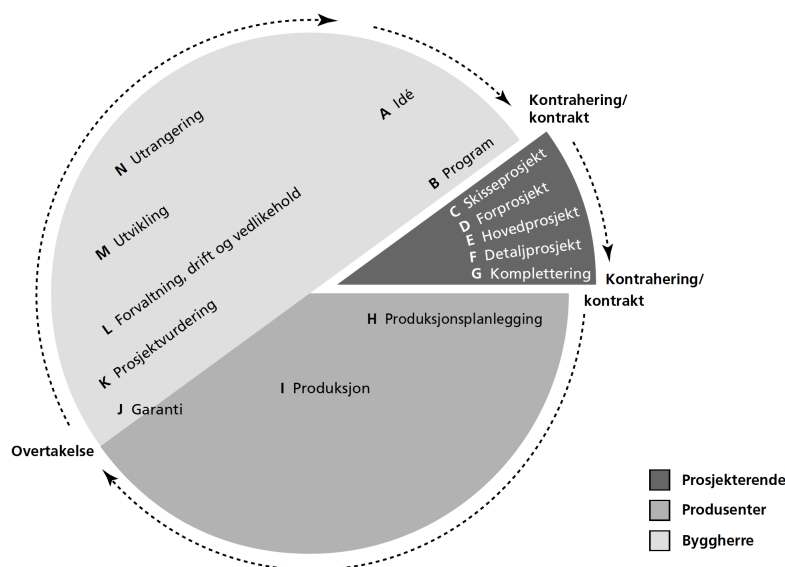 A Idé
B Program
Kontrahering/
kontrakt
C Skisseprosjekt
D Forprosjekt
E Hovedprosjekt
F Detaljprosjekt
G Komplettering
Kontrahering/
kontrakt
H Produksjonsplanlegging
I Produksjon
Overtakelse
J Garanti
K Prosjektvurdering
L Forvaltning, drift og vedlikehold
M Utvikling
N Utrangering
Prosjekterende
Produsenter
Byggherre